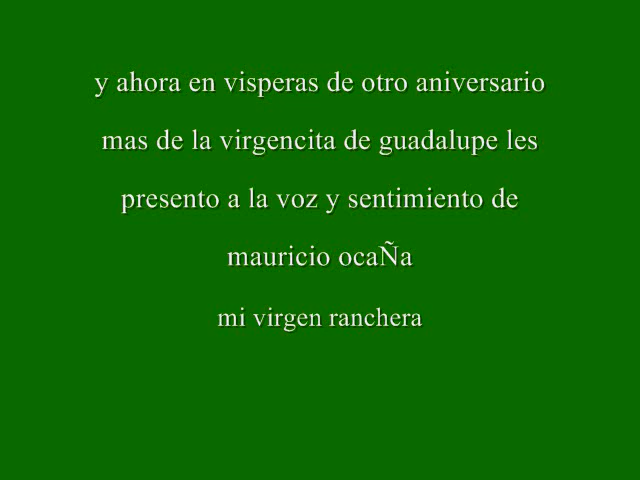 y ahora en visperas de otro aniversario
mas de la virgencita de guadalupe les
presento a la voz y sentimiento de
mauricio ocaÑa
mi virgen ranchera